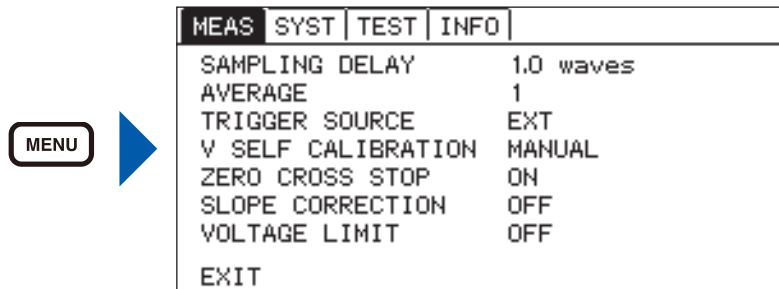 MEAS SYST TEST INFO
SAMPLING DELAY 1.0 waves
AVERAGE 1
TRIGGER SOURCE EXT
MENU
V SELF CALIBRATION MANUAL
ZERO CROSS STOP ON
SLOPE CORRECTION OFF
VOLTAGE LIMIT OFF
EXIT